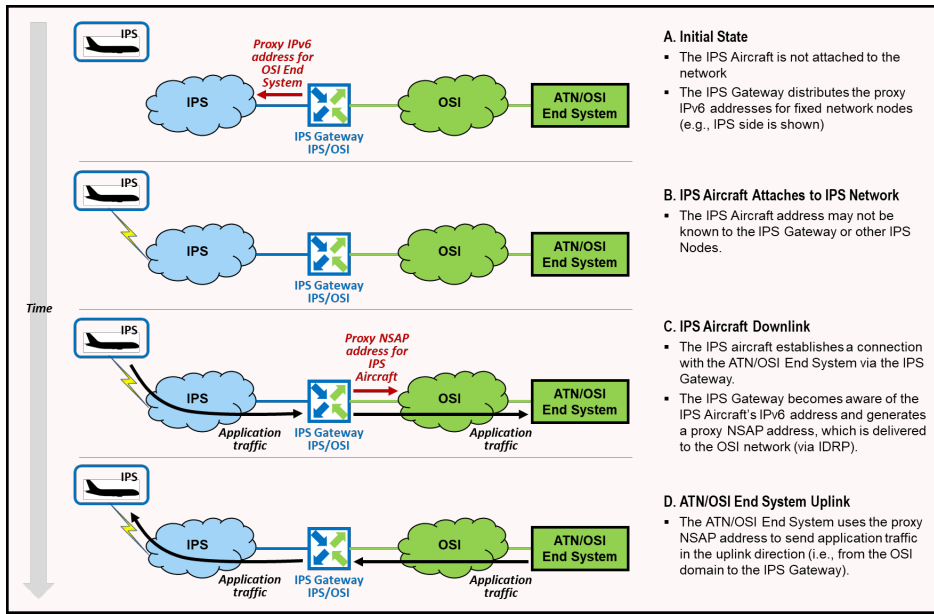 Time
IPS
Proxy IPv6
address for
OSI End
System
IPS
IPS Gateway
IPS/OSI
OSI
ATN/OSI
End System
A. Initial State
▪ The IPS Aircraft is not attached to the
network
▪ The IPS Gateway distributes the proxy
IPv6 addresses for fixed network nodes
(e.g., IPS side is shown)
IPS
IPS
IPS Gateway
IPS/OSI
OSI
ATN/OSI
End System
B. IPS Aircraft Attaches to IPS Network
▪ The IPS Aircraft address may not be
known to the IPS Gateway or other IPS
Nodes.
IPS
IPS
Application
traffic
IPS Gateway
IPS/OSI
Proxy NSAP
address for
IPS
Aircraft
OSI
Application
traffic
ATN/OSI
End System
C. IPS Aircraft Downlink
▪ The IPS aircraft establishes a connection
with the ATN/OSI End System via the IPS
Gateway.
▪ The IPS Gateway becomes aware of the
IPS Aircraft's IPv6 address and generates
a proxy NSAP address, which is delivered
to the OSI network (via IDRP).
IPS
IPS
Application
traffic
IPS Gateway
IPS/OSI
OSI
Application
traffic
ATN/OSI
End System
D. ATN/OSI End System Uplink
▪ The ATN/OSI End System uses the proxy
NSAP address to send application traffic
in the uplink direction (i.e., from the OSI
domain to the IPS Gateway).